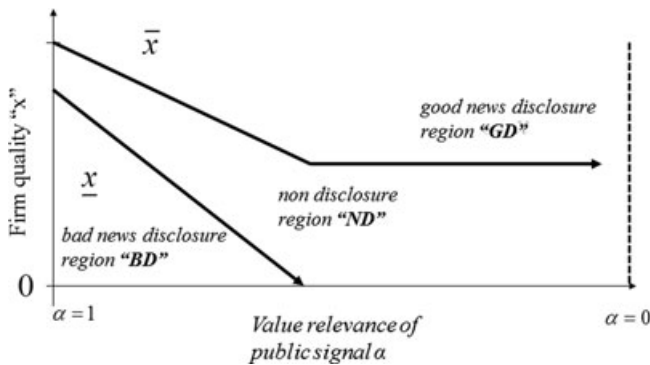 Firm quality “x”
x̄
good news disclosure
region “GD”
x̲
non disclosure
region “ND”
bad news disclosure
region “BD”
0
α = 1
Value relevance of
public signal α
α = 0